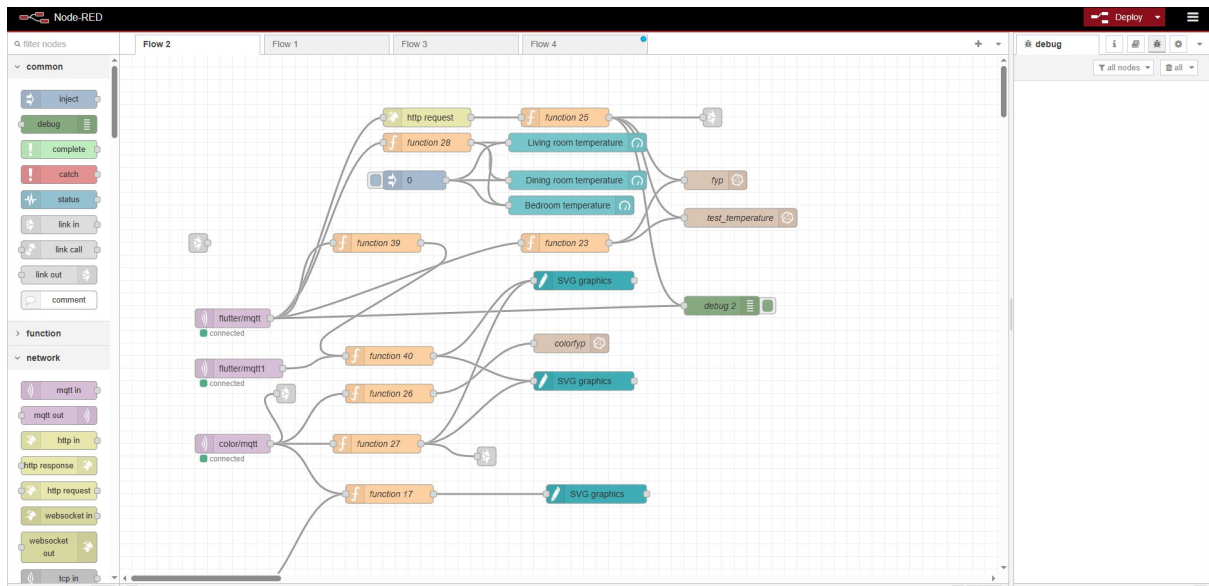 Node-RED
Deploy
filter nodes
Flow 2
Flow 1
Flow 3
Flow 4
debug
i
all nodes
all
common
inject
debug
complete
catch
status
link in
link call
link out
comment
function
network
mqtt in
mqtt out
http in
http response
http request
websocket in
websocket
out
tcp in
http request
function 25
function 28
Living room temperature
0
Dining room temperature
fyp
Bedroom temperature
test_temperature
function 39
function 23
SVG graphics
debug 2
flutter/mqtt
connected
colorfyp
function 40
flutter/mqtt1
connected
SVG graphics
function 26
color/mqtt
function 27
connected
function 17
SVG graphics